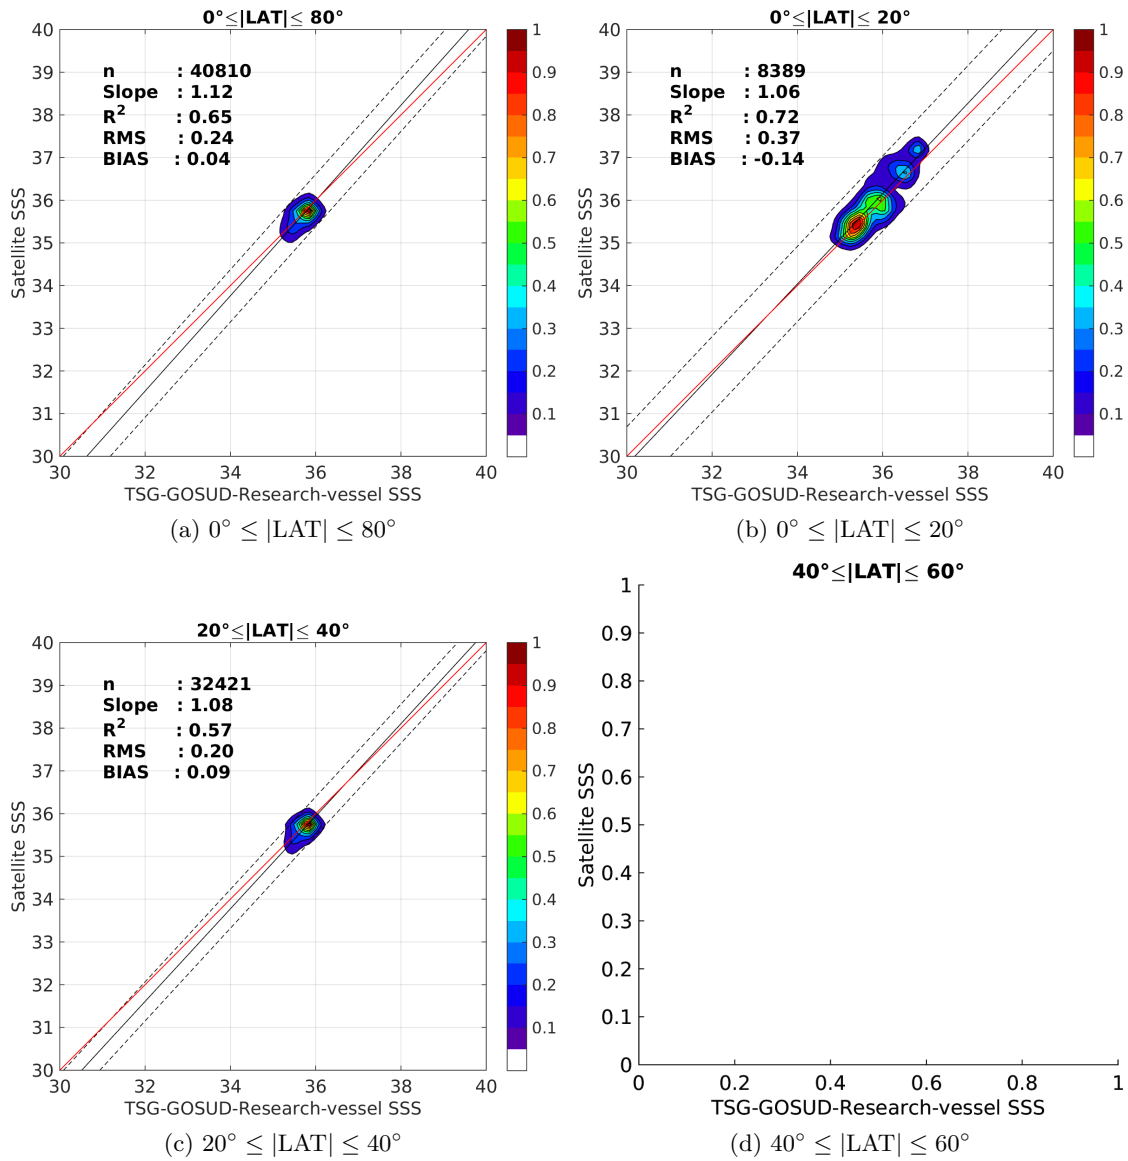 0°≤|LAT|≤ 80°
40
39
38
37
36
35
34
33
32
31
30
30 32 34 36 38 40
n : 40810
Slope : 1.12
R² : 0.65
RMS : 0.24
BIAS : 0.04
Satellite SSS
TSG-GOSUD-Research-vessel SSS
1
0.9
0.8
0.7
0.6
0.5
0.4
0.3
0.2
0.1
(a) 0° ≤ |LAT| ≤ 80°
0°≤|LAT|≤ 20°
40
39
38
37
36
35
34
33
32
31
30
30 32 34 36 38 40
n : 8389
Slope : 1.06
R² : 0.72
RMS : 0.37
BIAS : -0.14
Satellite SSS
TSG-GOSUD-Research-vessel SSS
1
0.9
0.8
0.7
0.6
0.5
0.4
0.3
0.2
0.1
(b) 0° ≤ |LAT| ≤ 20°
20°≤|LAT|≤ 40°
40
39
38
37
36
35
34
33
32
31
30
30 32 34 36 38 40
n : 32421
Slope : 1.08
R² : 0.57
RMS : 0.20
BIAS : 0.09
Satellite SSS
TSG-GOSUD-Research-vessel SSS
1
0.9
0.8
0.7
0.6
0.5
0.4
0.3
0.2
0.1
(c) 20° ≤ |LAT| ≤ 40°
40°≤|LAT|≤ 60°
1
0.9
0.8
0.7
0.6
0.5
0.4
0.3
0.2
0.1
0
0 0.2 0.4 0.6 0.8 1
Satellite SSS
TSG-GOSUD-Research-vessel SSS
(d) 40° ≤ |LAT| ≤ 60°